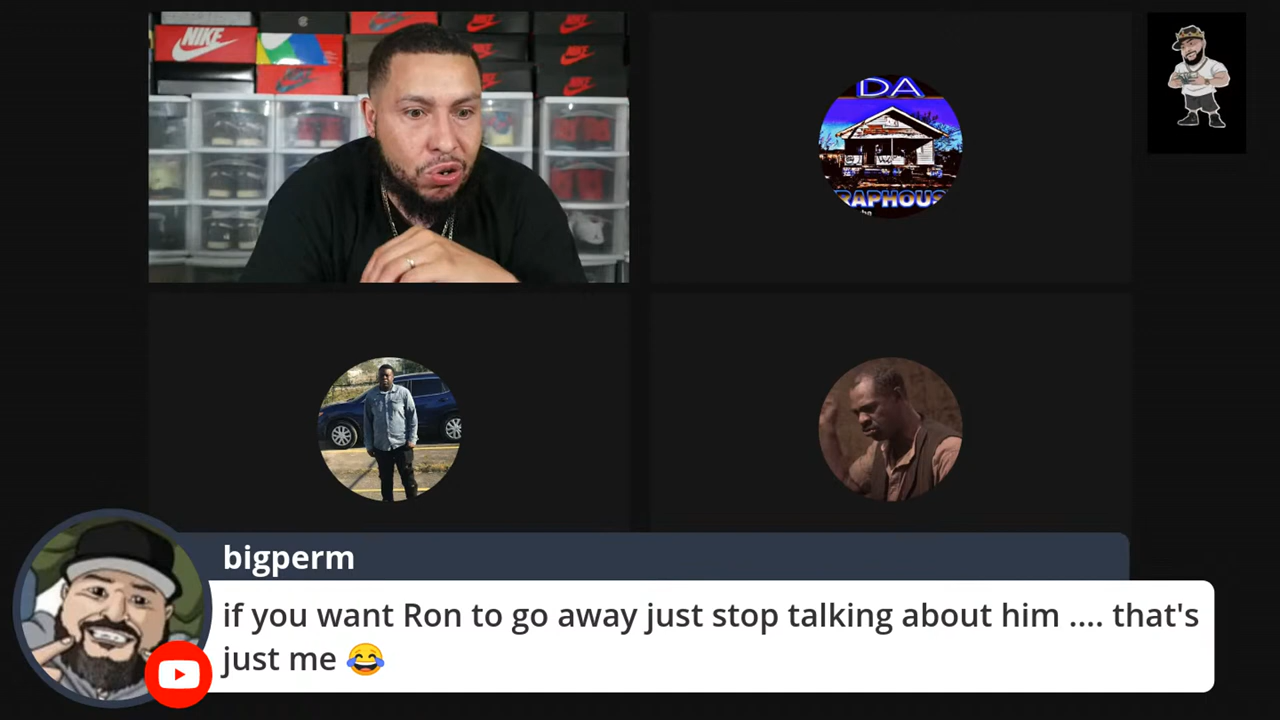 NIKE
DA
RAPHOUS
bigperm
if you want Ron to go away just stop talking about him .... that's
just me 😂